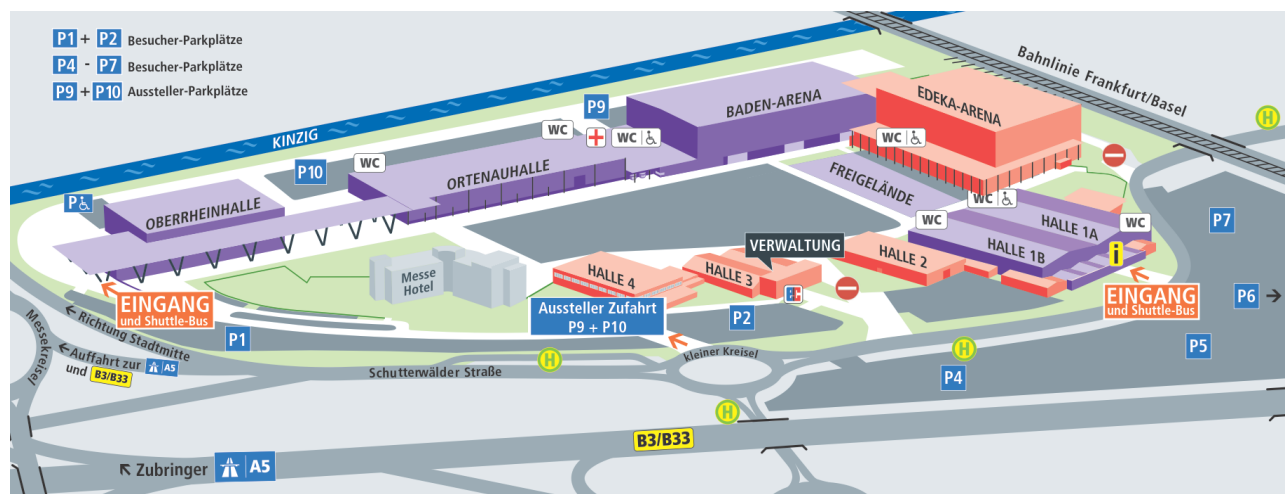 P1 + P2 Besucher-Parkplätze
P4 - P7 Besucher-Parkplätze
P9 + P10 Aussteller-Parkplätze
Bahnlinie Frankfurt/Basel
KINZIG
BADEN-ARENA
EDEKA-ARENA
P9
H
WC
WC
WC
WC
P10
ORTENAUHALLE
FREIGELÄNDE
P
OBERRHEINHALLE
WC
WC
WC
HALLE 1A
HALLE 1B
P7
VERWALTUNG
i
Messe
Hotel
HALLE 4
HALLE 3
HALLE 2
EINGANG
und Shuttle-Bus
EINGANG
und Shuttle-Bus
P6
Aussteller Zufahrt
P9 + P10
P2
P1
P5
Messekreisel
Richtung Stadtmitte
Auffahrt zur A5
und B3/B33
Schutterwälder Straße
H
kleiner Kreisel
H
P4
H
B3/B33
Zubringer A5